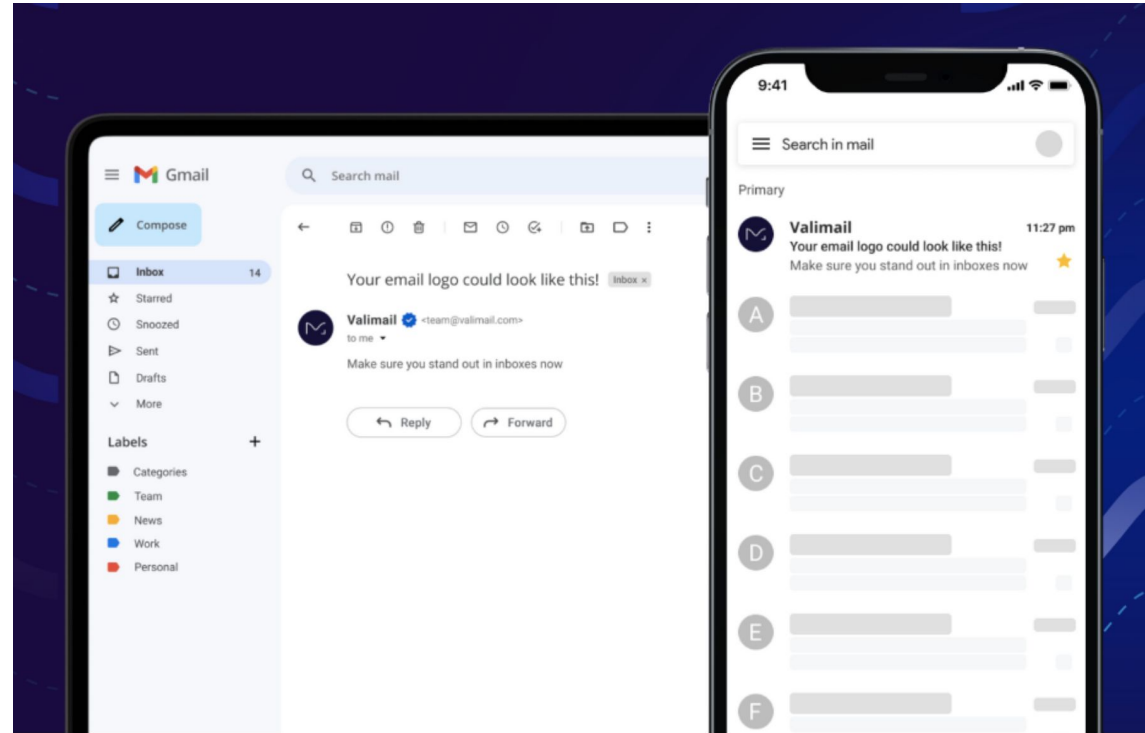 Gmail
Search mail
Compose
Inbox 14
Starred
Snoozed
Sent
Drafts
More
Labels +
Categories
Team
News
Work
Personal
Your email logo could look like this! Inbox x
Valimail <team@valimail.com>
to me
Make sure you stand out in inboxes now
Reply Forward
9:41
Search in mail
Primary
Valimail 11:27 pm
Your email logo could look like this!
Make sure you stand out in inboxes now
A
B
C
D
E
F